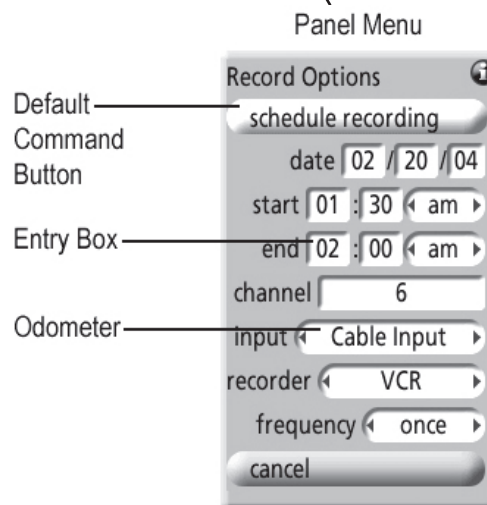 Panel Menu
Record Options
Default
Command
Button
schedule recording
date 02 / 20 / 04
start 01 : 30 am
Entry Box
end 02 : 00 am
channel 6
Odometer
input Cable Input
recorder VCR
frequency once
cancel